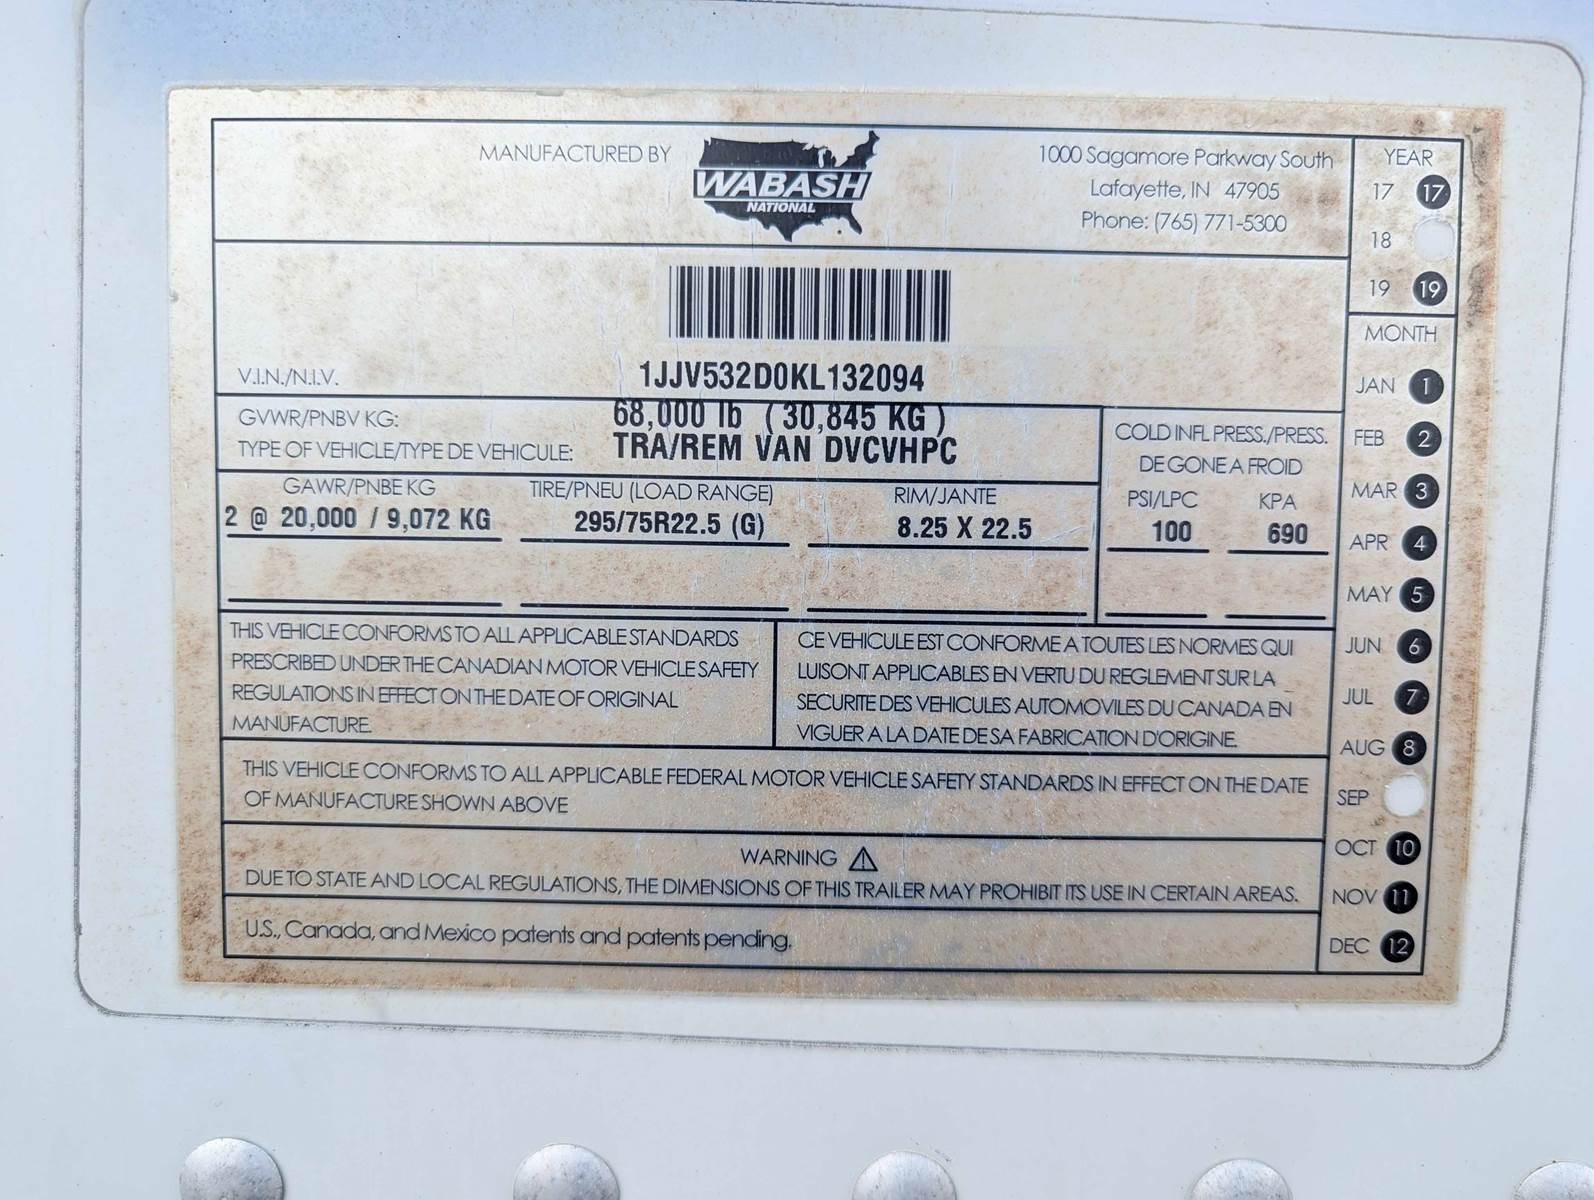 MANUFACTURED BY
WABASH
NATIONAL
1000 Sagamore Parkway South
Lafayette, IN 47905
Phone: (765) 771-5300
V.I.N./N.I.V.
1JJV532D0KL132094
GVWR/PNBV KG:
68,000 lb (30,845 KG)
TYPE OF VEHICLE/TYPE DE VEHICULE:
TRA/REM VAN DVCVHPC
GAWR/PNBE KG
2 @ 20,000 / 9,072 KG
TIRE/PNEU (LOAD RANGE)
295/75R22.5 (G)
RIM/JANTE
8.25 X 22.5
COLD INFL PRESS./PRESS.
DE GONE A FROID
PSI/LPC KPA
100 690
THIS VEHICLE CONFORMS TO ALL APPLICABLE STANDARDS
PRESCRIBED UNDER THE CANADIAN MOTOR VEHICLE SAFETY
REGULATIONS IN EFFECT ON THE DATE OF ORIGINAL
MANUFACTURE.
CE VEHICULE EST CONFORME A TOUTES LES NORMES QUI
LUISONT APPLICABLES EN VERTU DU REGLEMENT SUR LA
SECURITE DES VEHICULES AUTOMOVILES DU CANADA EN
VIGUER A LA DATE DE SA FABRICATION D'ORIGINE.
THIS VEHICLE CONFORMS TO ALL APPLICABLE FEDERAL MOTOR VEHICLE SAFETY STANDARDS IN EFFECT ON THE DATE
OF MANUFACTURE SHOWN ABOVE
WARNING
DUE TO STATE AND LOCAL REGULATIONS, THE DIMENSIONS OF THIS TRAILER MAY PROHIBIT ITS USE IN CERTAIN AREAS.
U.S., Canada, and Mexico patents and patents pending.
YEAR
17 17
18
19 19
MONTH
JAN 1
FEB 2
MAR 3
APR 4
MAY 5
JUN 6
JUL 7
AUG 8
SEP
OCT 10
NOV 11
DEC 12